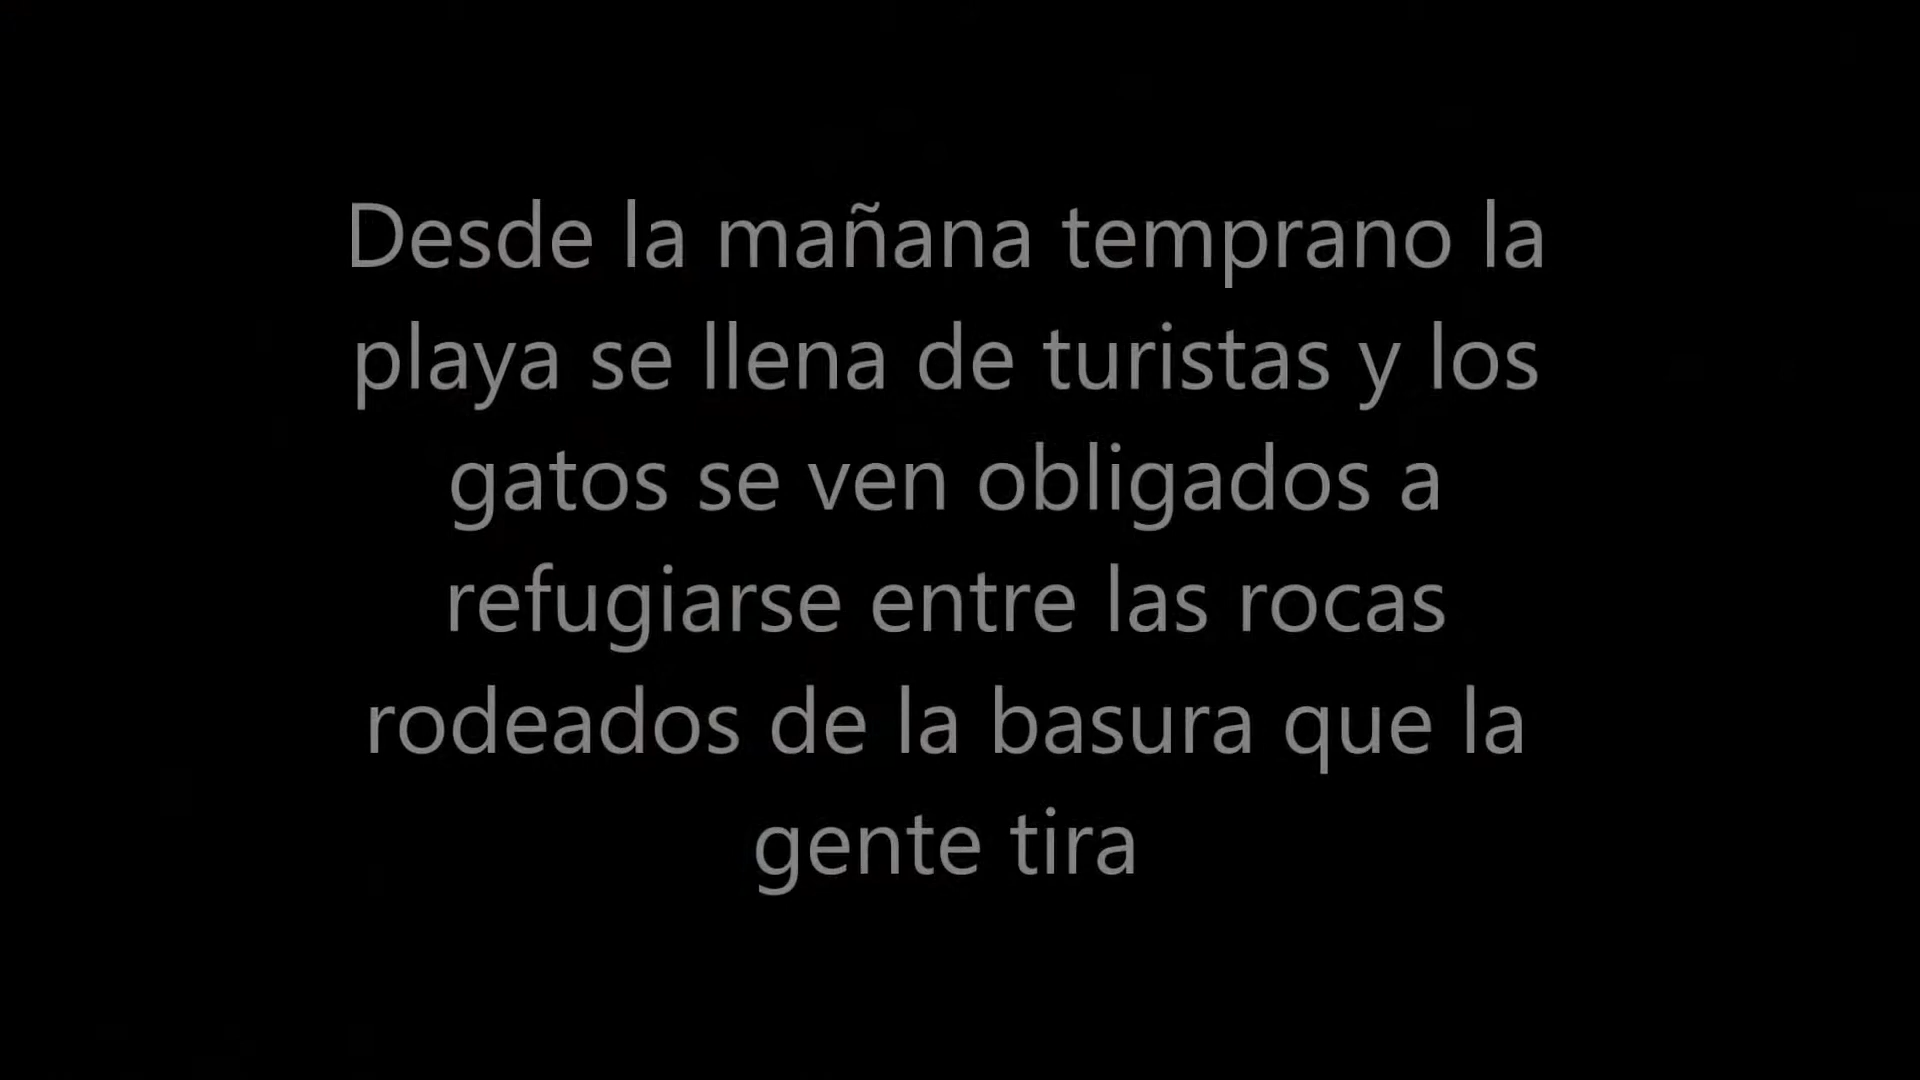 Desde la mañana temprano la
playa se llena de turistas y los
gatos se ven obligados a
refugiarse entre las rocas
rodeados de la basura que la
gente tira